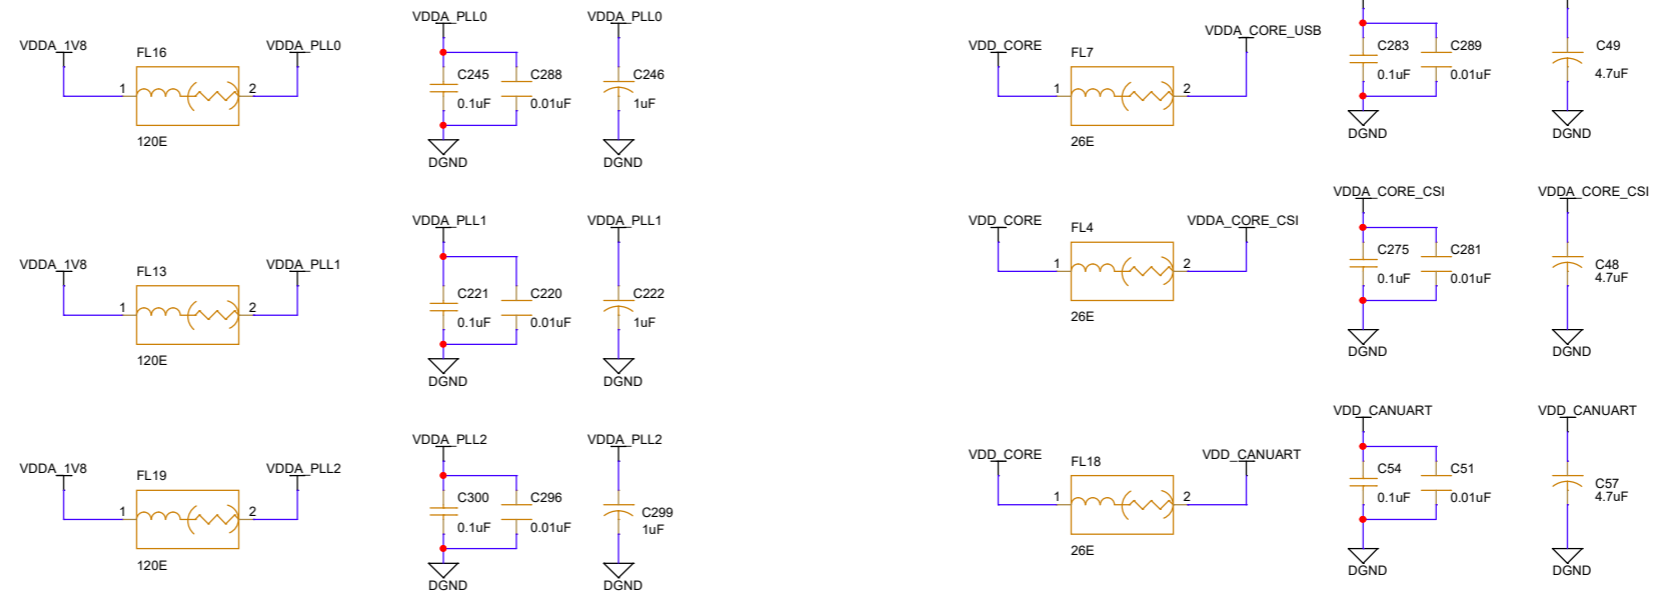 VDDA_1V8
FL16
VDDA_PLL0
1
2
120E
VDDA_PLL0
C245
0.1uF
C288
0.01uF
DGND
VDDA_PLL0
C246
1uF
DGND
VDD_CORE
FL7
VDDA_CORE_USB
1
2
26E
C283
0.1uF
C289
0.01uF
DGND
C49
4.7uF
DGND
VDDA_1V8
FL13
VDDA_PLL1
1
2
120E
VDDA_PLL1
C221
0.1uF
C220
0.01uF
DGND
VDDA_PLL1
C222
1uF
DGND
VDD_CORE
FL4
VDDA_CORE_CSI
1
2
26E
VDDA_CORE_CSI
C275
0.1uF
C281
0.01uF
DGND
VDDA_CORE_CSI
C48
4.7uF
DGND
VDDA_1V8
FL19
VDDA_PLL2
1
2
120E
VDDA_PLL2
C300
0.1uF
C296
0.01uF
DGND
VDDA_PLL2
C299
1uF
DGND
VDD_CORE
FL18
VDD_CANUART
1
2
26E
VDD_CANUART
C54
0.1uF
C51
0.01uF
DGND
VDD_CANUART
C57
4.7uF
DGND